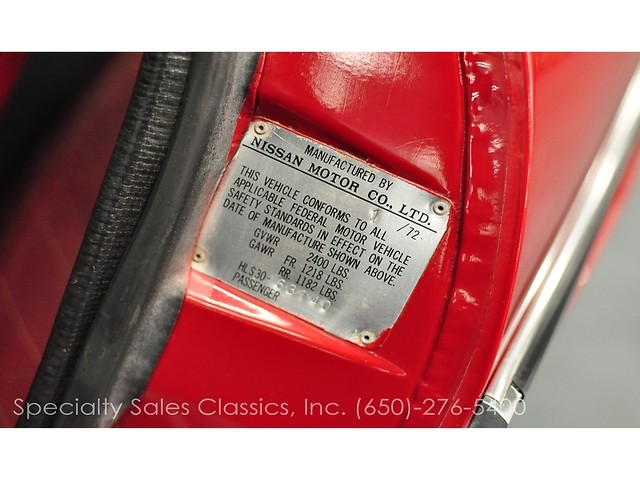 MANUFACTURED BY
NISSAN MOTOR CO., LTD.
1 /72
THIS VEHICLE CONFORMS TO ALL
APPLICABLE FEDERAL MOTOR VEHICLE
SAFETY STANDARDS IN EFFECT ON THE
DATE OF MANUFACTURE SHOWN ABOVE.
GVWR 2400 LBS
GAWR FR. 1218 LBS.
RR. 1182 LBS.
HLS30-
PASSENGER
Specialty Sales Classics, Inc. (650)-276-5400